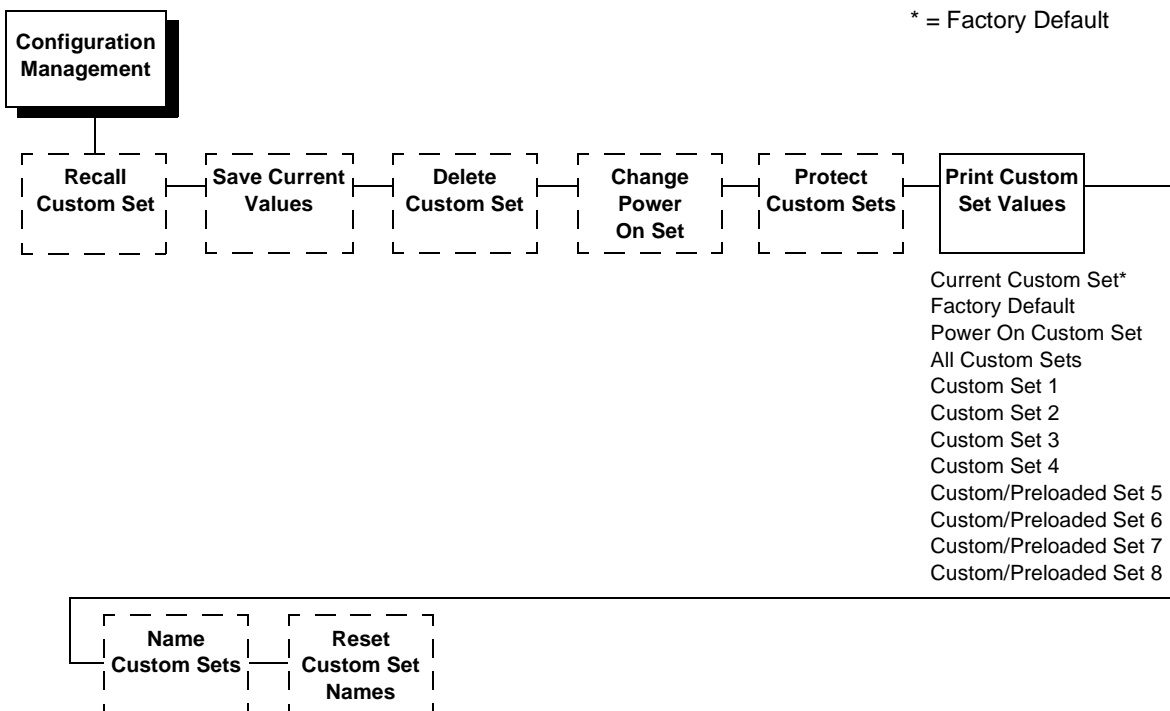 * = Factory Default
Configuration
Management
Recall
Custom Set
Save Current
Values
Delete
Custom Set
Change
Power
On Set
Protect
Custom Sets
Print Custom
Set Values
Current Custom Set*
Factory Default
Power On Custom Set
All Custom Sets
Custom Set 1
Custom Set 2
Custom Set 3
Custom Set 4
Custom/Preloaded Set 5
Custom/Preloaded Set 6
Custom/Preloaded Set 7
Custom/Preloaded Set 8
Name
Custom Sets
Reset
Custom Set
Names